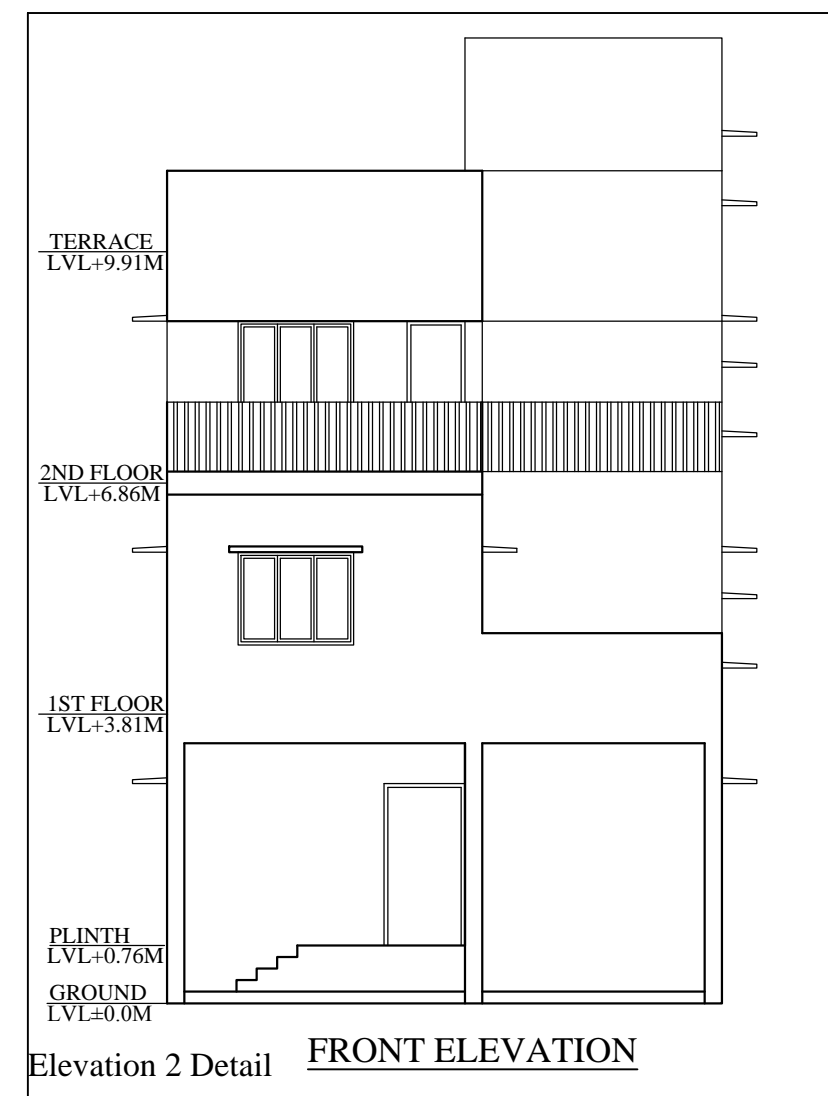 TERRACE
LVL+9.91M
2ND FLOOR
LVL+6.86M
1ST FLOOR
LVL+3.81M
PLINTH
LVL+0.76M
GROUND
LVL±0.0M
Elevation 2 Detail
FRONT ELEVATION